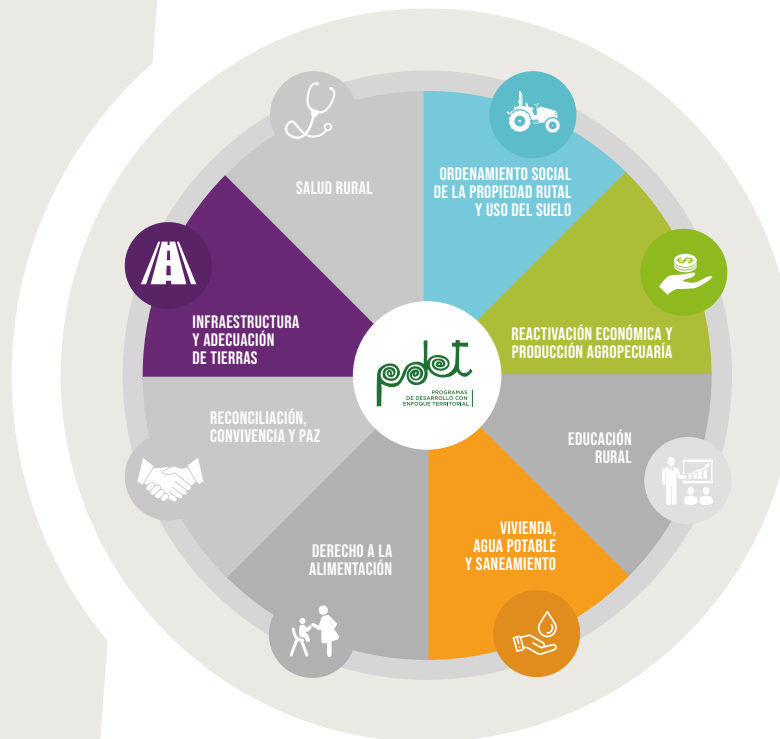 SALUD RURAL
ORDENAMIENTO SOCIAL
DE LA PROPIEDAD RUTAL
Y USO DEL SUELO
REACTIVACIÓN ECONÓMICA Y
PRODUCCIÓN AGROPECUARÍA
EDUCACIÓN
RURAL
VIVIENDA,
AGUA POTABLE
Y SANEAMIENTO
DERECHO A LA
ALIMENTACIÓN
RECONCILIACIÓN,
CONVIVENCIA Y PAZ
INFRAESTRUCTURA
Y ADECUACIÓN
DE TIERRAS
pdet
PROGRAMAS
DE DESARROLLO CON
ENFOQUE TERRITORIAL
$